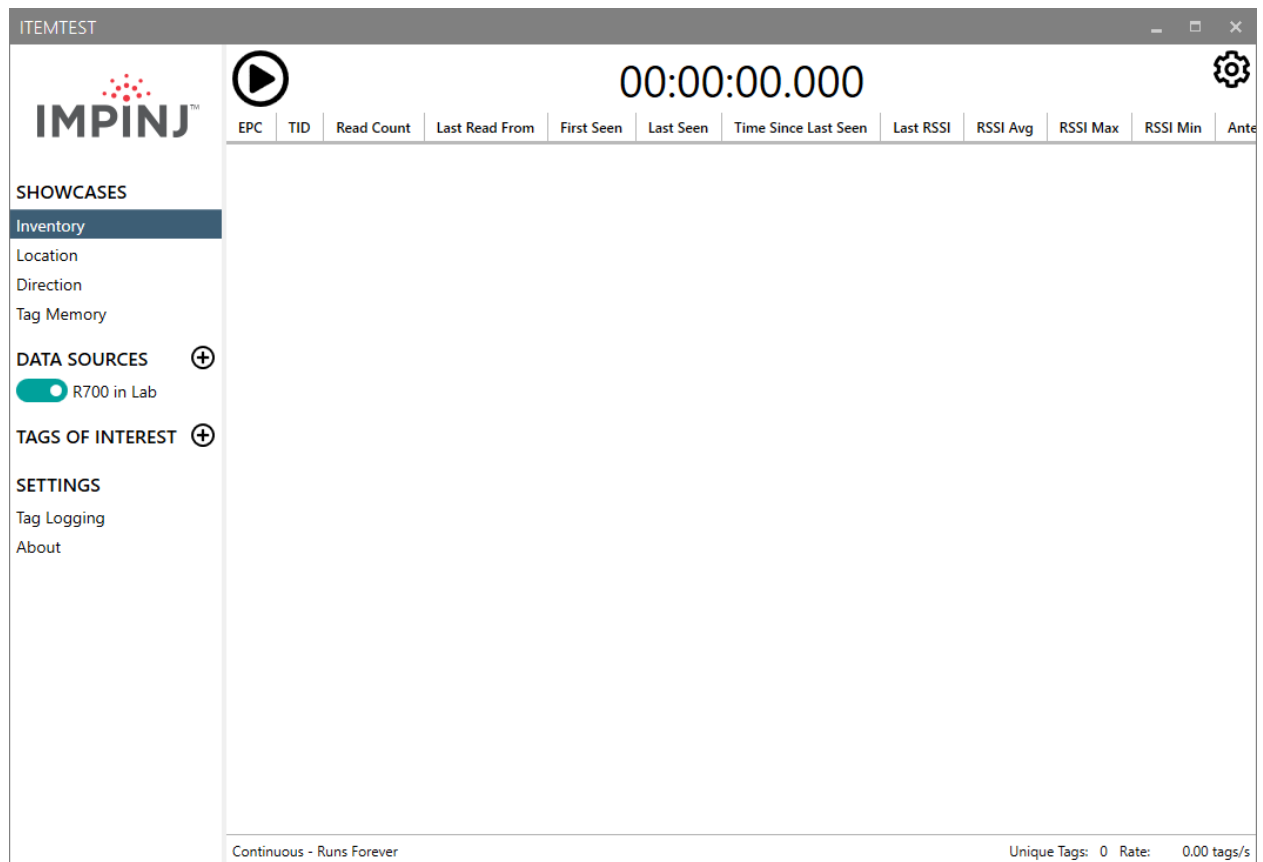 ITEMTEST
IMPINJ™
SHOWCASES
Inventory
Location
Direction
Tag Memory
DATA SOURCES
R700 in Lab
TAGS OF INTEREST
SETTINGS
Tag Logging
About
00:00:00.000
EPC TID Read Count Last Read From First Seen Last Seen Time Since Last Seen Last RSSI RSSI Avg RSSI Max RSSI Min Ante
Continuous - Runs Forever Unique Tags: 0 Rate: 0.00 tags/s